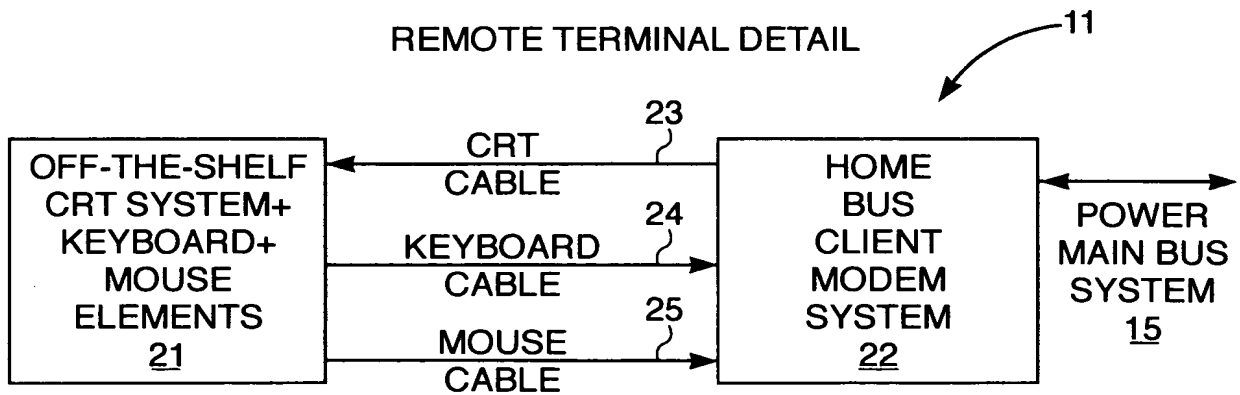 REMOTE TERMINAL DETAIL
11
OFF-THE-SHELF
CRT SYSTEM+
KEYBOARD+
MOUSE
ELEMENTS
21
CRT
CABLE
23
KEYBOARD
CABLE
24
MOUSE
CABLE
25
HOME
BUS
CLIENT
MODEM
SYSTEM
22
POWER
MAIN BUS
SYSTEM
15